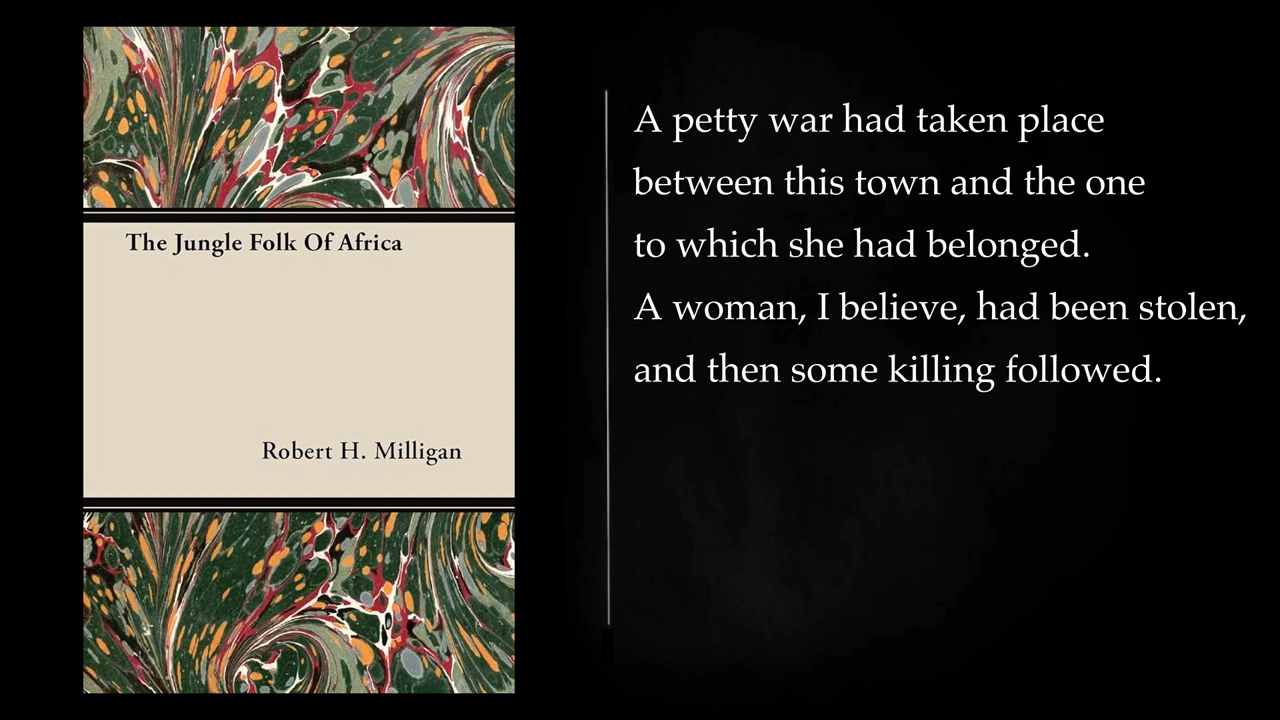 The Jungle Folk Of Africa
Robert H. Milligan
A petty war had taken place
between this town and the one
to which she had belonged.
A woman, I believe, had been stolen,
and then some killing followed.